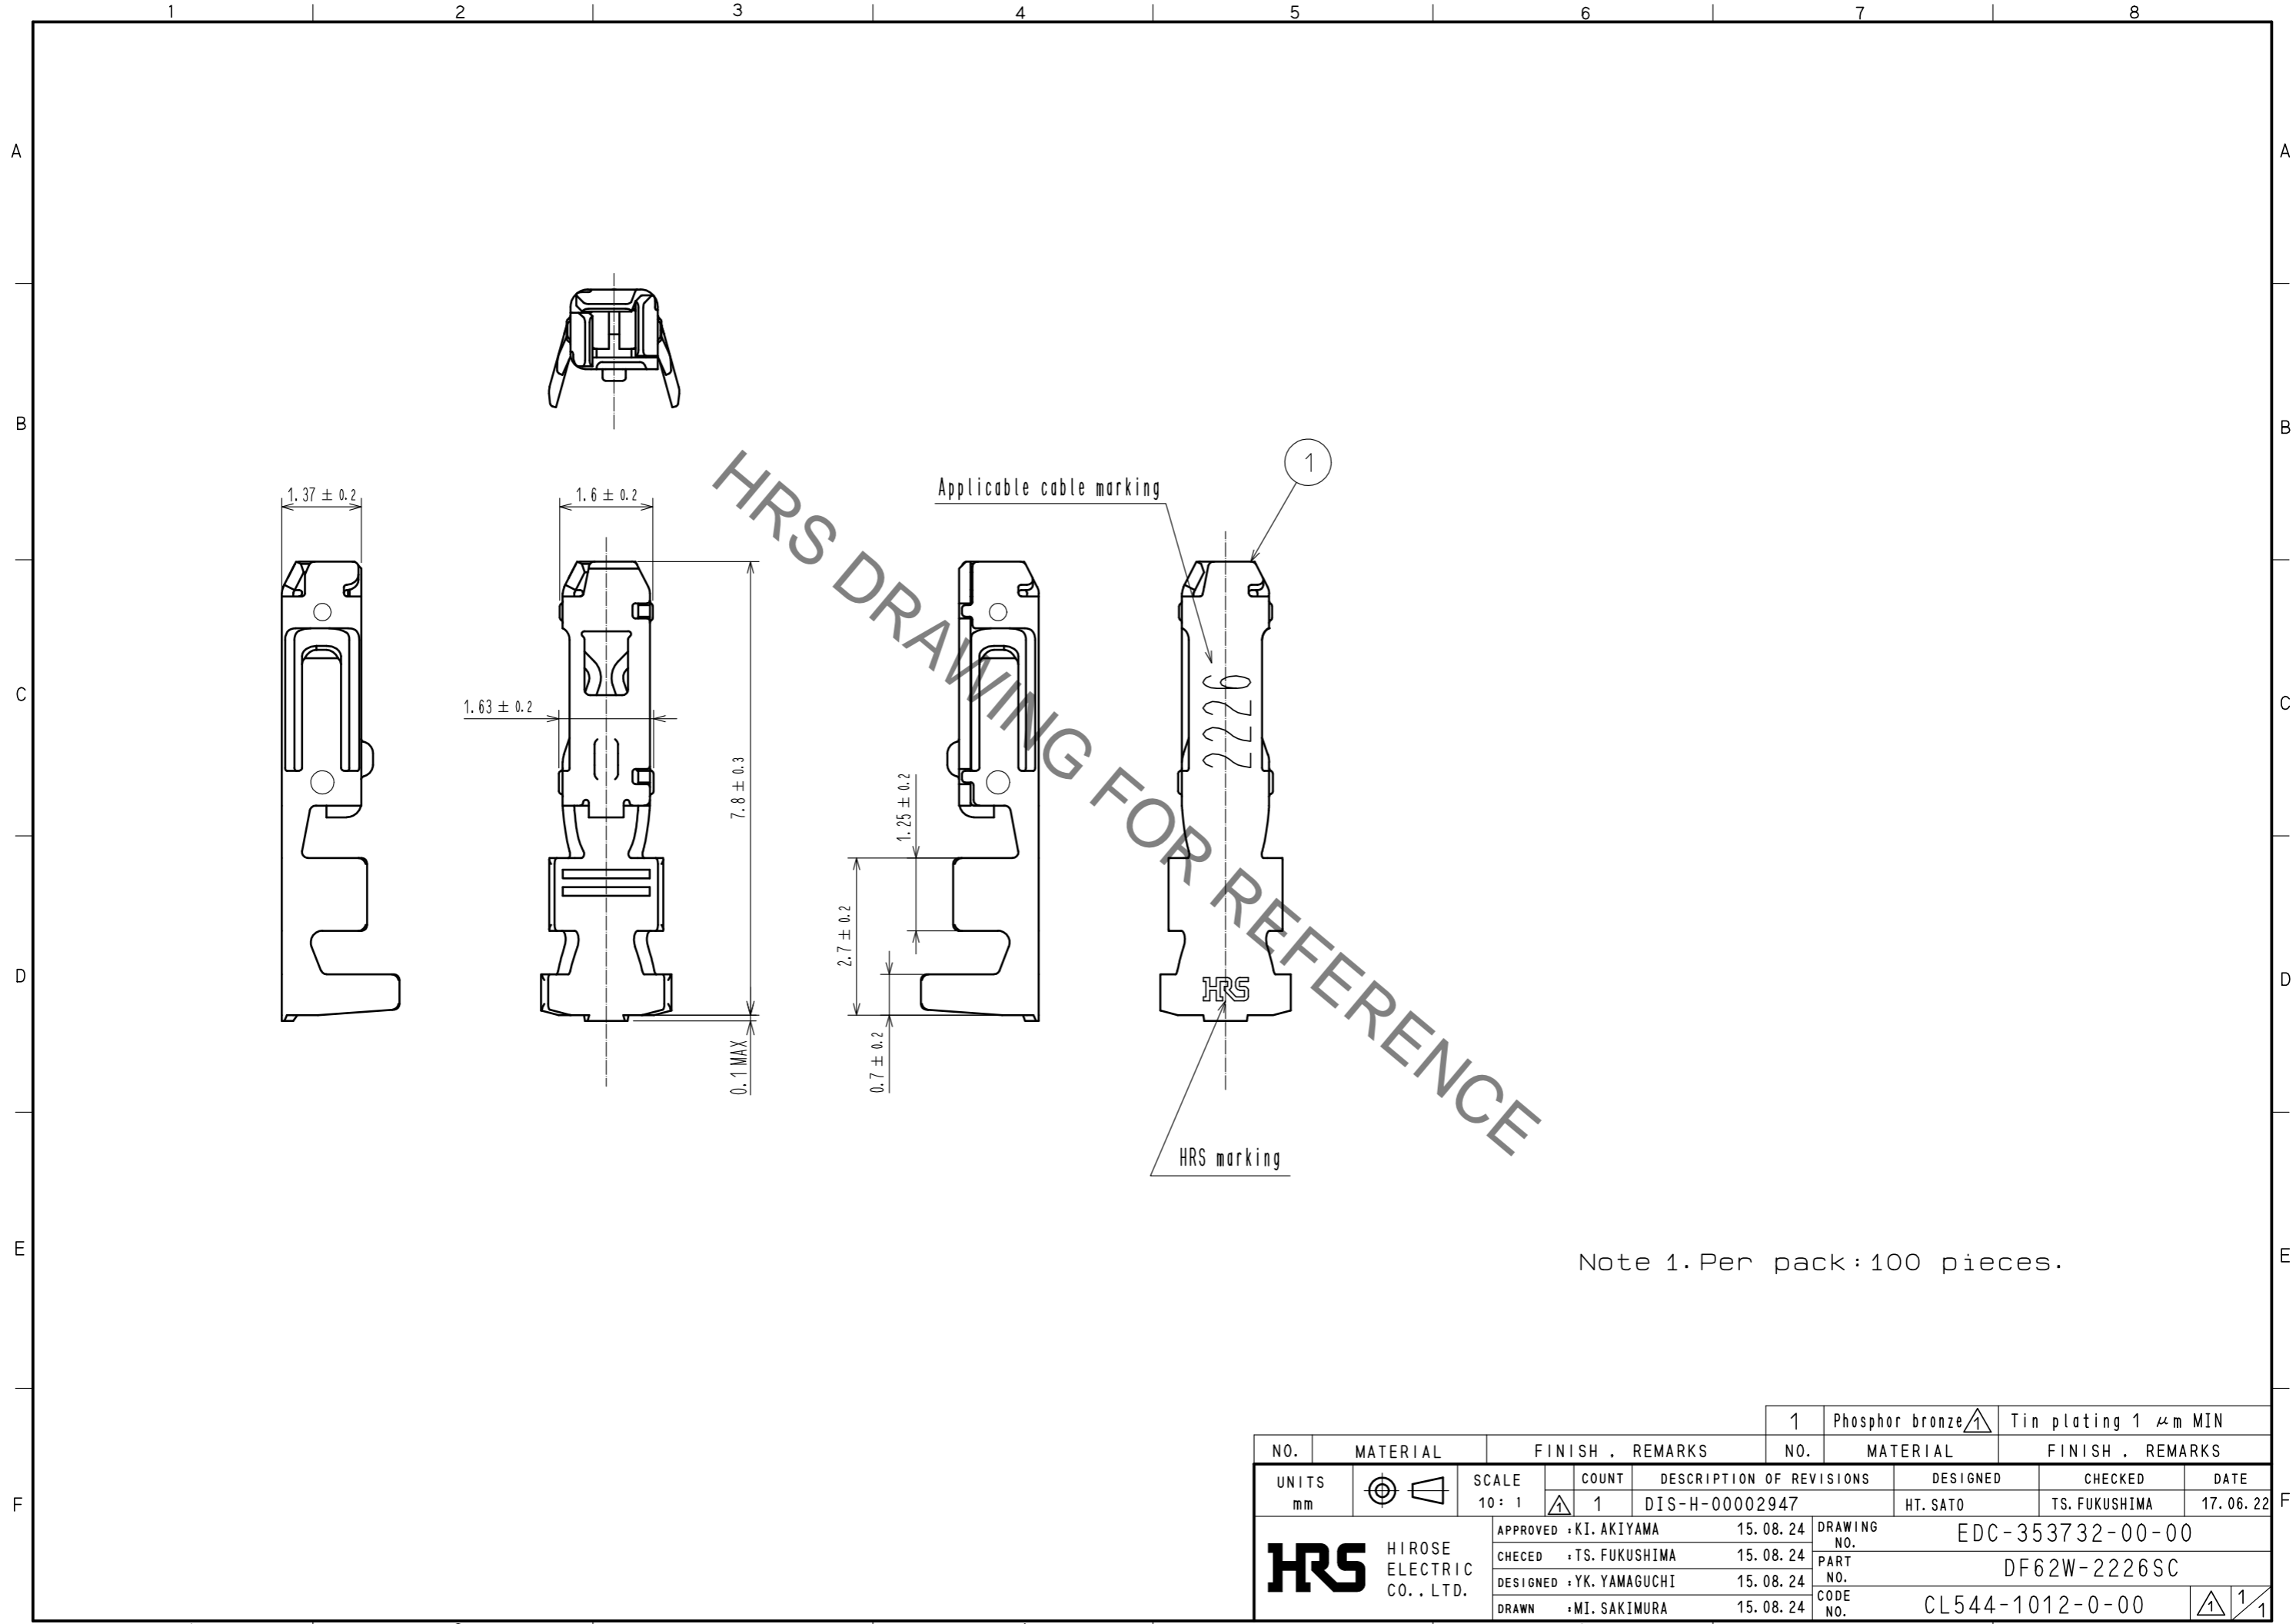 1 2 3 4 5 6 7 8
A A
B B
C C
D D
E E
F F
1.37 ± 0.2
1.6 ± 0.2
Applicable cable marking
1
1.63 ± 0.2
7.8 ± 0.3
1.25 ± 0.2
2.7 ± 0.2
0.7 ± 0.2
0.1 MAX
2226
HRS
HRS marking
HRS DRAWING FOR REFERENCE
Note 1. Per pack : 100 pieces.
1 Phosphor bronze 1 Tin plating 1 μm MIN
NO. MATERIAL FINISH . REMARKS NO. MATERIAL FINISH . REMARKS
UNITS mm SCALE 10: 1 COUNT DESCRIPTION OF REVISIONS DESIGNED CHECKED DATE
1 1 DIS-H-00002947 HT. SATO TS. FUKUSHIMA 17. 06. 22
HRS HIROSE ELECTRIC CO., LTD.
APPROVED : KI. AKIYAMA 15. 08. 24
CHECED : TS. FUKUSHIMA 15. 08. 24
DESIGNED : YK. YAMAGUCHI 15. 08. 24
DRAWN : MI. SAKIMURA 15. 08. 24
DRAWING NO. EDC-353732-00-00
PART NO. DF62W-2226SC
CODE NO. CL544-1012-0-00 1 1/1